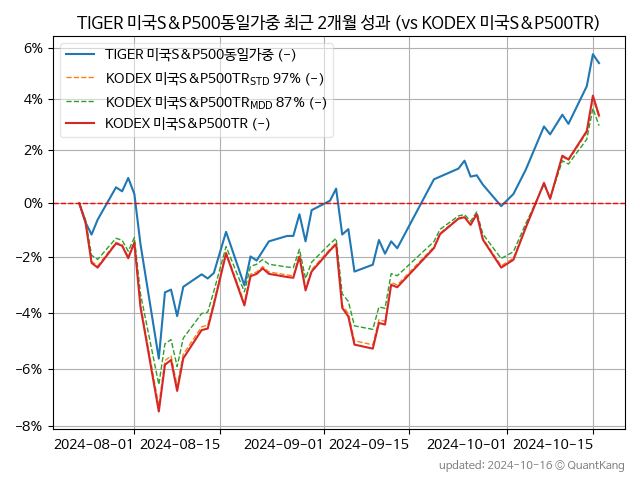 TIGER 미국S&P500동일가중 최근 2개월 성과 (vs KODEX 미국S&P500TR)
TIGER 미국S&P500동일가중 (-)
KODEX 미국S&P500TR_STD 97% (-)
KODEX 미국S&P500TR_MDD 87% (-)
KODEX 미국S&P500TR (-)
6%
4%
2%
0%
−2%
−4%
−6%
−8%
2024-08-01 2024-08-15 2024-09-01 2024-09-15 2024-10-01 2024-10-15
updated: 2024-10-16 © QuantKang